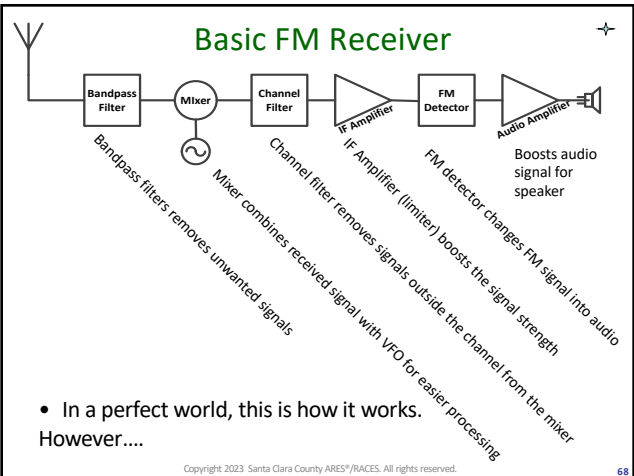 Basic FM Receiver
Bandpass
Filter
MIxer
Channel
Filter
IF Amplifier
FM
Detector
Audio Amplifier
Bandpass filters removes unwanted signals
Mixer combines received signal with VFO for easier processing
Channel filter removes signals outside the channel from the mixer
IF Amplifier (limiter) boosts the signal strength
FM detector changes FM signal into audio
Boosts audio
signal for
speaker
• In a perfect world, this is how it works.
However....
Copyright 2023 Santa Clara County ARES®/RACES. All rights reserved.
68